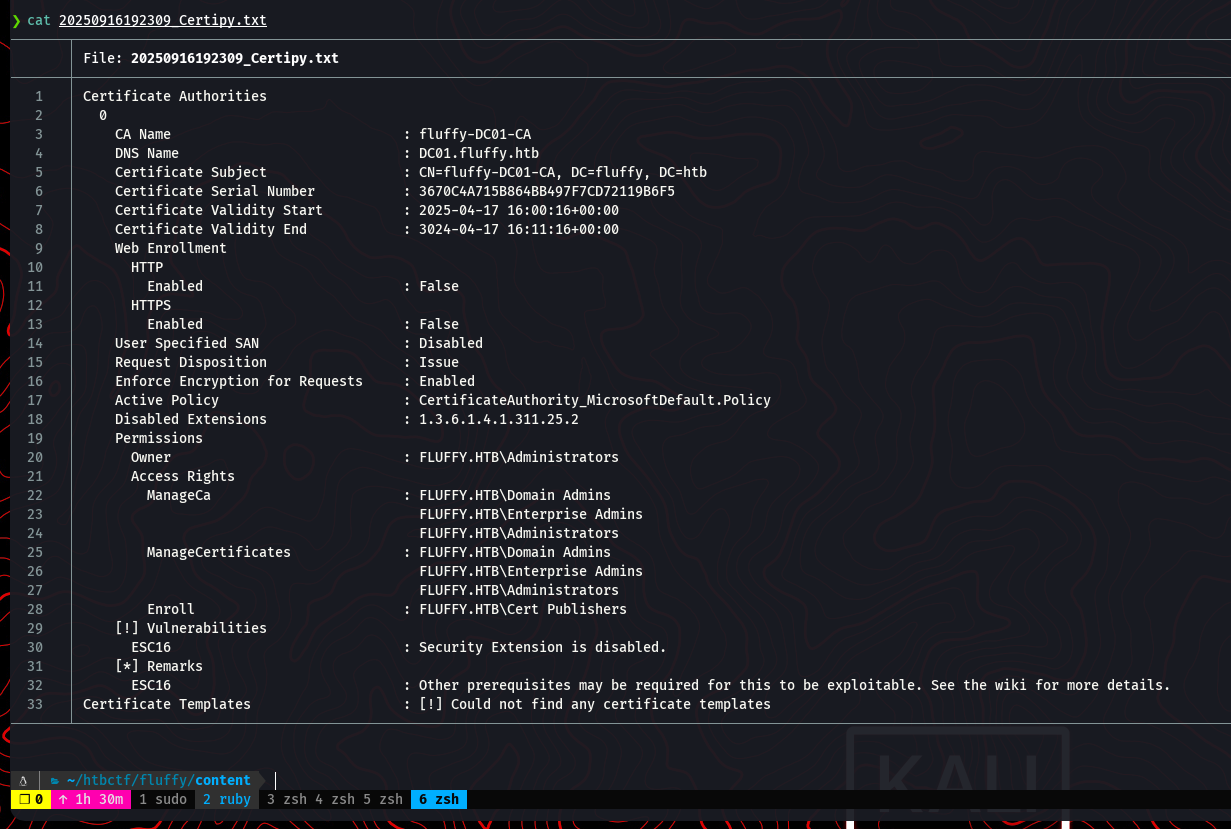 ❯ cat 20250916192309_Certipy.txt
File: 20250916192309_Certipy.txt
1 Certificate Authorities
2 0
3 CA Name : fluffy-DC01-CA
4 DNS Name : DC01.fluffy.htb
5 Certificate Subject : CN=fluffy-DC01-CA, DC=fluffy, DC=htb
6 Certificate Serial Number : 3670C4A715B864BB497F7CD72119B6F5
7 Certificate Validity Start : 2025-04-17 16:00:16+00:00
8 Certificate Validity End : 3024-04-17 16:11:16+00:00
9 Web Enrollment
10 HTTP
11 Enabled : False
12 HTTPS
13 Enabled : False
14 User Specified SAN : Disabled
15 Request Disposition : Issue
16 Enforce Encryption for Requests : Enabled
17 Active Policy : CertificateAuthority_MicrosoftDefault.Policy
18 Disabled Extensions : 1.3.6.1.4.1.311.25.2
19 Permissions
20 Owner : FLUFFY.HTB\Administrators
21 Access Rights
22 ManageCa : FLUFFY.HTB\Domain Admins
23 FLUFFY.HTB\Enterprise Admins
24 FLUFFY.HTB\Administrators
25 ManageCertificates : FLUFFY.HTB\Domain Admins
26 FLUFFY.HTB\Enterprise Admins
27 FLUFFY.HTB\Administrators
28 Enroll : FLUFFY.HTB\Cert Publishers
29 [!] Vulnerabilities
30 ESC16 : Security Extension is disabled.
31 [*] Remarks
32 ESC16 : Other prerequisites may be required for this to be exploitable. See the wiki for more details.
33 Certificate Templates : [!] Could not find any certificate templates
KALI
~/htbctf/fluffy/content
❐ 0 ↑ 1h 30m 1 sudo 2 ruby 3 zsh 4 zsh 5 zsh 6 zsh